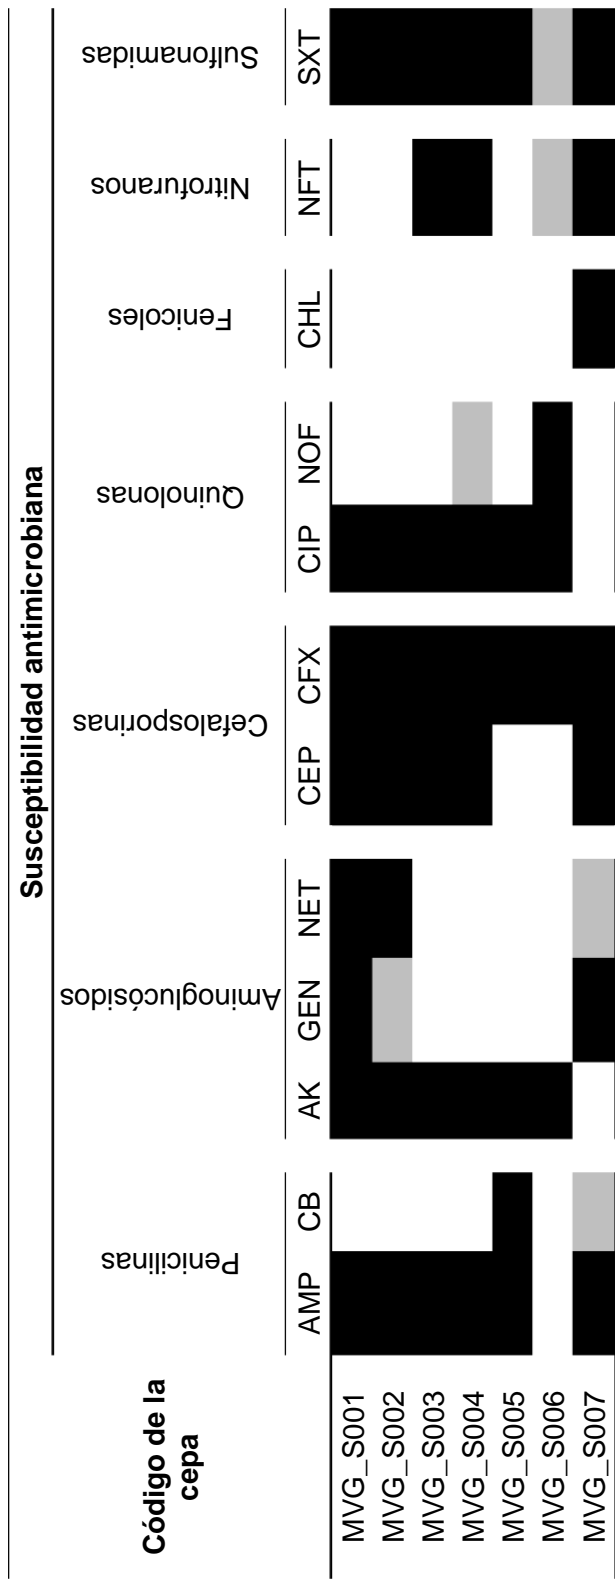 Código de la
cepa
Susceptibilidad antimicrobiana
Penicilinas
Aminoglucósidos
Cefalosporinas
Quinolonas
Fenicoles
Nitrofuranos
Sulfonamidas
AMP CB AK GEN NET CEP CFX CIP NOF CHL NFT SXT
MVG_S001
MVG_S002
MVG_S003
MVG_S004
MVG_S005
MVG_S006
MVG_S007